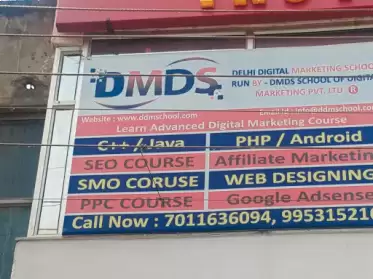 DMDS
DELHI DIGITAL MARKETING SCHOOL
RUN BY - DMDS SCHOOL OF DIGITAL
MARKETING PVT. LTD ®
Website : www.ddmschool.com Email Id : info@ddmschool.com
Learn Advanced Digital Marketing Course
C++ / Java PHP / Android
SEO COURSE Affiliate Marketing
SMO CORUSE WEB DESIGNING
PPC COURSE Google Adsense
Call Now : 7011636094, 995315210